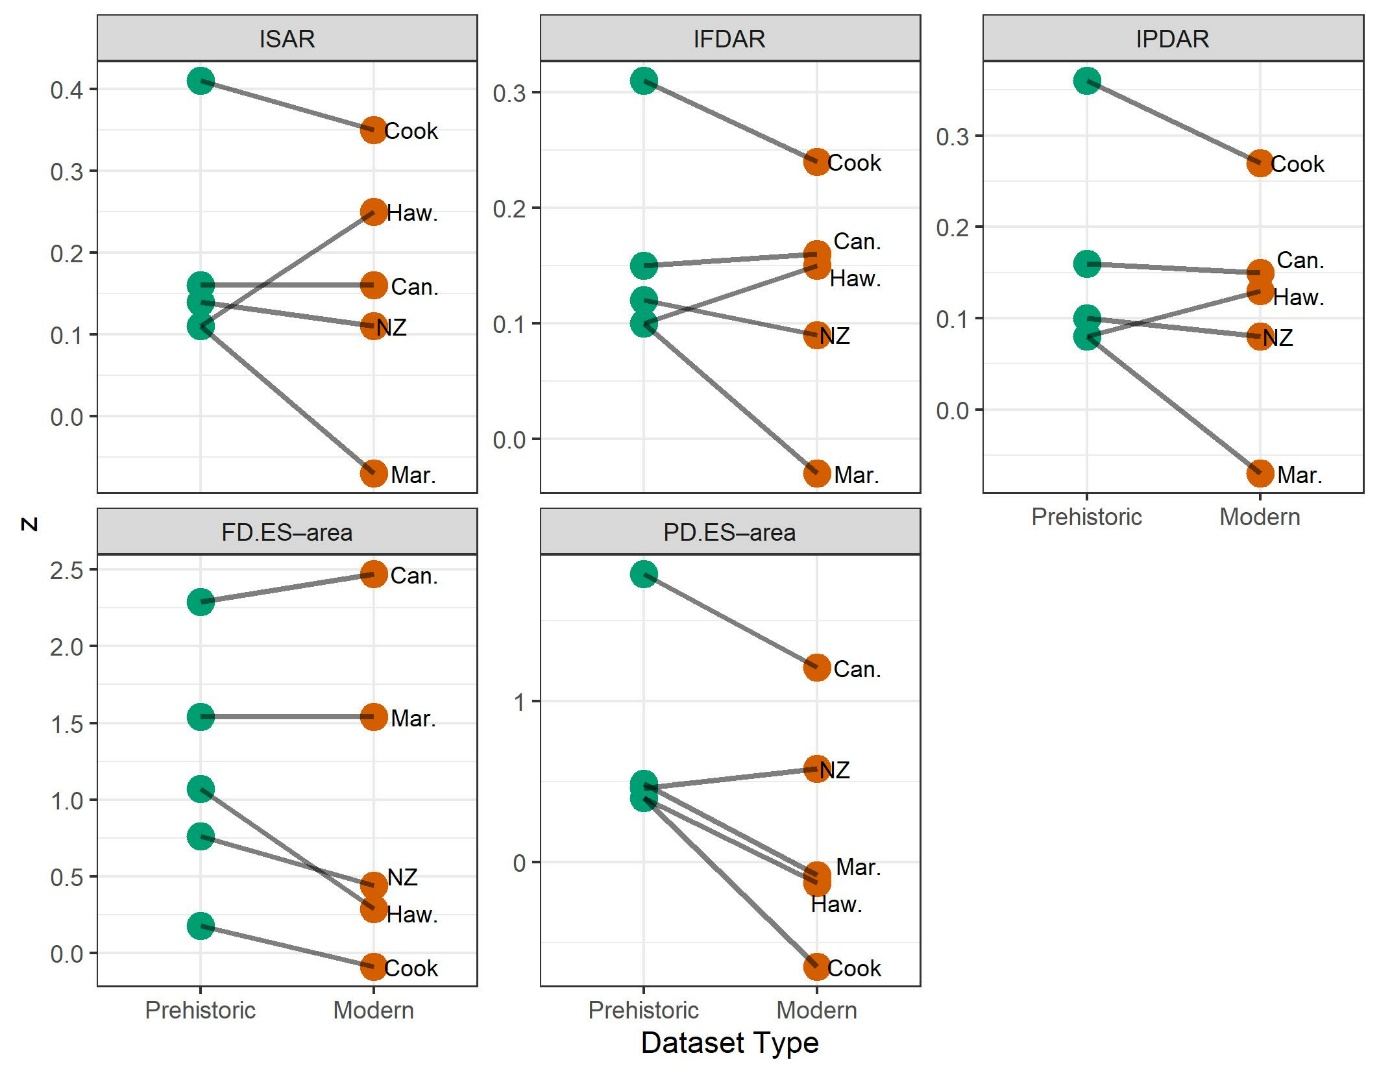 ISAR
IFDAR
IPDAR
0.4
0.3
0.2
0.1
0.0
Cook
Haw.
Can.
NZ
Mar.
0.3
0.2
0.1
0.0
Cook
Can.
Haw.
NZ
Mar.
0.3
0.2
0.1
0.0
Cook
Can.
Haw.
NZ
Mar.
Prehistoric Modern
z
FD.ES–area
PD.ES–area
2.5
2.0
1.5
1.0
0.5
0.0
Can.
Mar.
NZ
Haw.
Cook
Prehistoric Modern
1
0
Can.
NZ
Mar.
Haw.
Cook
Prehistoric Modern
Dataset Type